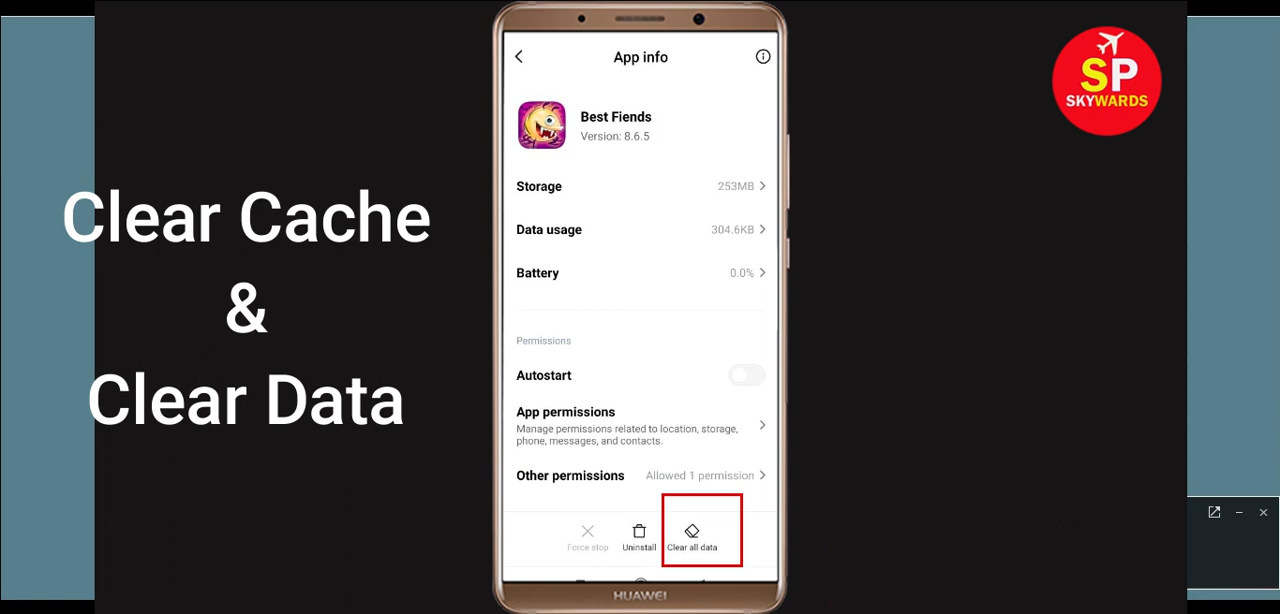 App info
SP
SKYWARDS
Best Fiends
Version: 8.6.5
Storage 253MB
Data usage 304.6KB
Battery 0.0%
Clear Cache
&
Clear Data
Permissions
Autostart
App permissions
Manage permissions related to location, storage,
phone, messages, and contacts.
Other permissions Allowed 1 permission
Force stop Uninstall Clear all data
HUAWEI